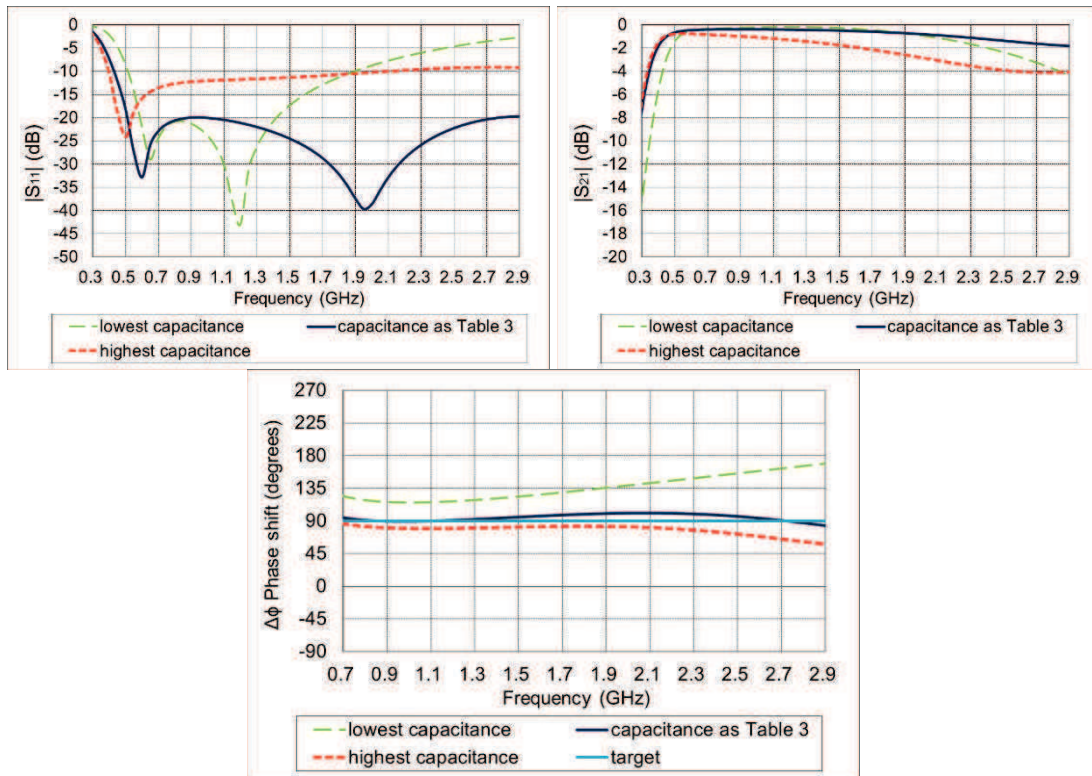 |S11| (dB)
0
-5
-10
-15
-20
-25
-30
-35
-40
-45
-50
0.3 0.5 0.7 0.9 1.1 1.3 1.5 1.7 1.9 2.1 2.3 2.5 2.7 2.9
Frequency (GHz)
lowest capacitance
capacitance as Table 3
highest capacitance
|S21| (dB)
0
-2
-4
-6
-8
-10
-12
-14
-16
-18
-20
0.3 0.5 0.7 0.9 1.1 1.3 1.5 1.7 1.9 2.1 2.3 2.5 2.7 2.9
Frequency (GHz)
lowest capacitance
capacitance as Table 3
highest capacitance
Δϕ Phase shift (degrees)
270
225
180
135
90
45
0
-45
-90
0.7 0.9 1.1 1.3 1.5 1.7 1.9 2.1 2.3 2.5 2.7 2.9
Frequency (GHz)
lowest capacitance
capacitance as Table 3
highest capacitance
target